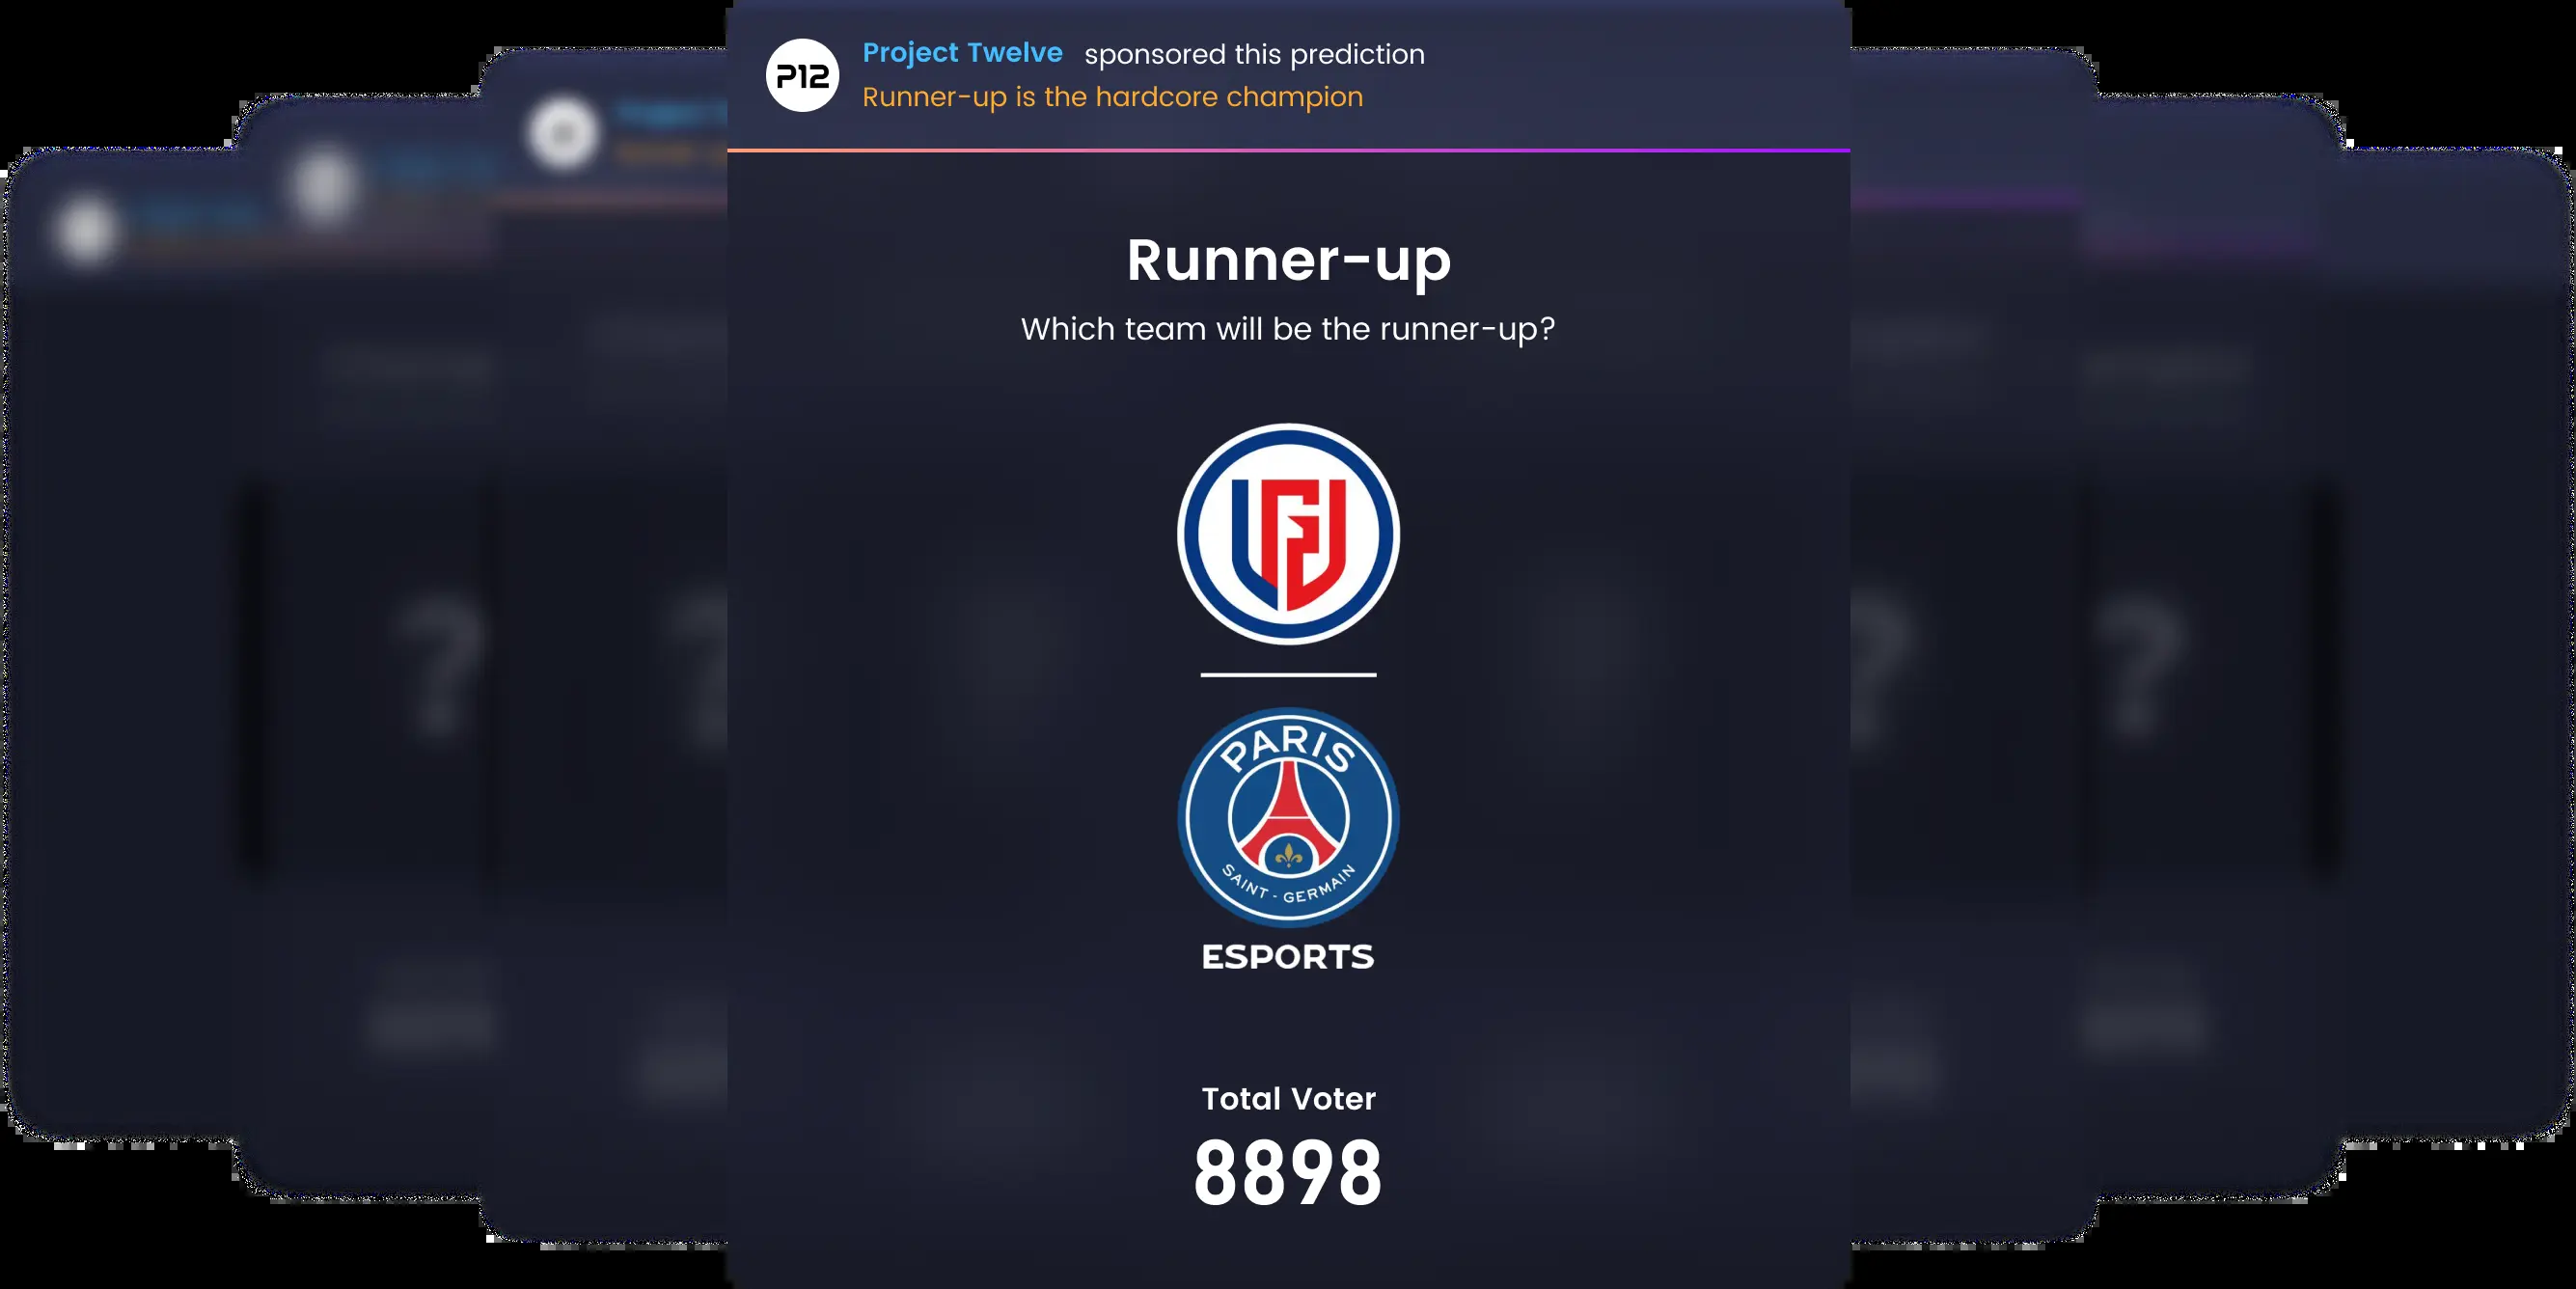 P12
Project Twelve sponsored this prediction
Runner-up is the hardcore champion
Runner-up
Which team will be the runner-up?
PARIS
SAINT - GERMAIN
ESPORTS
Total Voter
8898
?
?
?
?